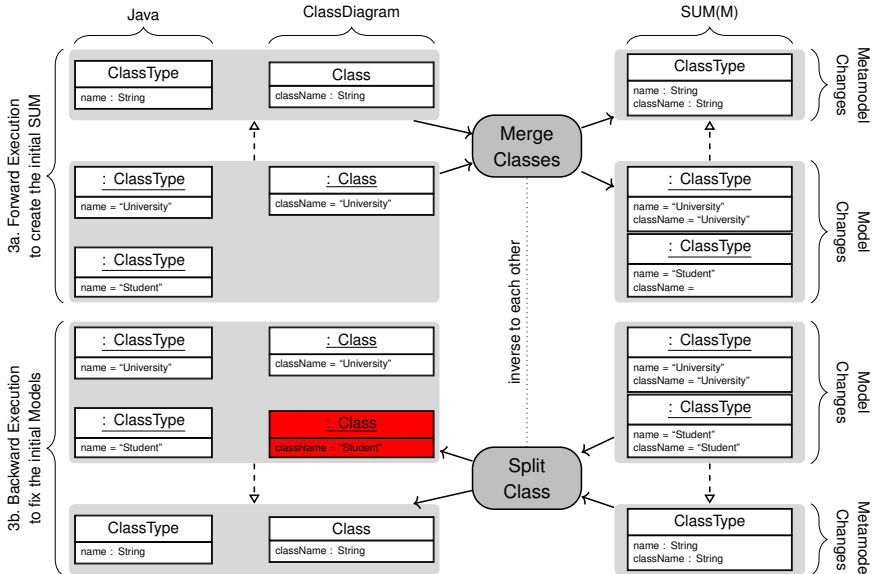 Java
ClassDiagram
SUM(M)
3a. Forward Execution
to create the initial SUM
ClassType
name : String
Class
className : String
ClassType
name : String
className : String
Metamodel
Changes
Merge
Classes
: ClassType
name = “University”
: Class
className = “University”
: ClassType
name = “University”
className = “University”
: ClassType
name = “Student”
: ClassType
name = “Student”
className =
Model
Changes
inverse to each other
3b. Backward Execution
to fix the initial Models
: ClassType
name = “University”
: Class
className = “University”
: ClassType
name = “University”
className = “University”
: ClassType
name = “Student”
: Class
className = “Student”
: ClassType
name = “Student”
className = “Student”
Model
Changes
Split
Class
ClassType
name : String
Class
className : String
ClassType
name : String
className : String
Metamode
Changes